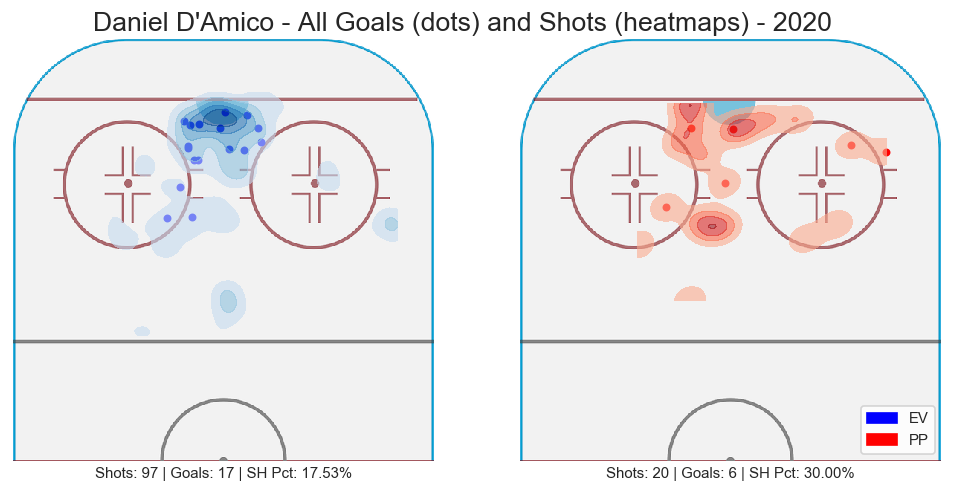 Daniel D'Amico - All Goals (dots) and Shots (heatmaps) - 2020
EV
PP
Shots: 97 | Goals: 17 | SH Pct: 17.53%
Shots: 20 | Goals: 6 | SH Pct: 30.00%